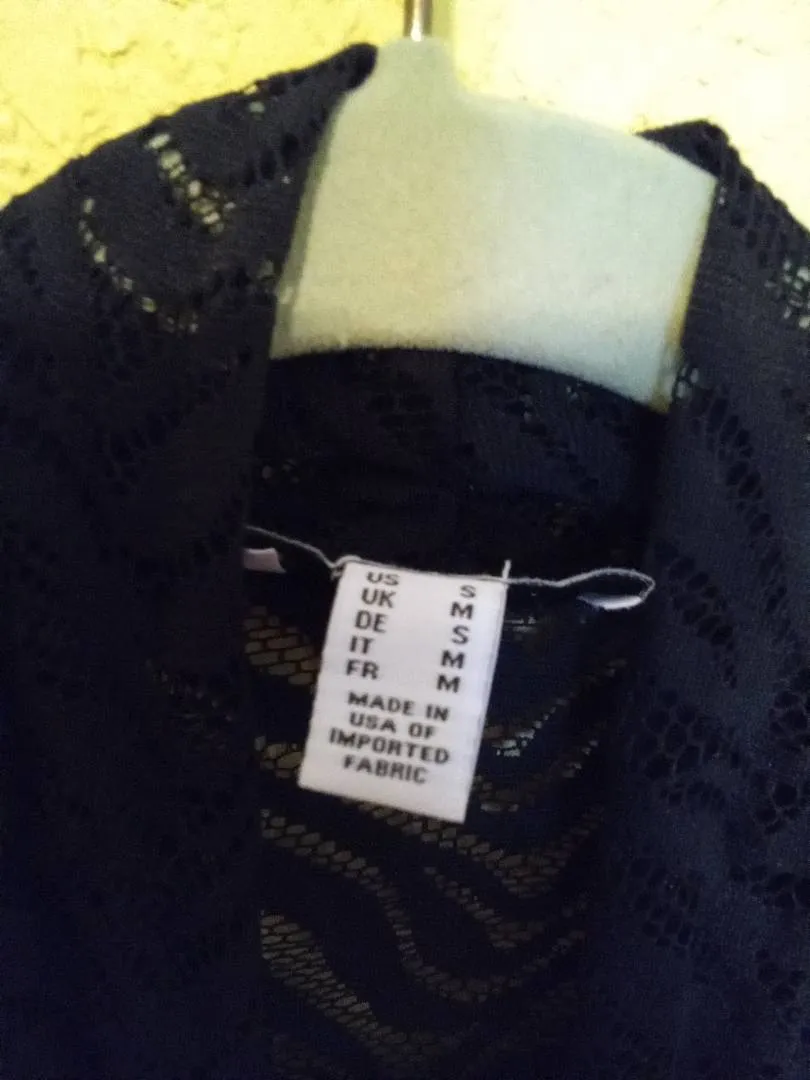 US S
UK M
DE S
IT M
FR M
MADE IN
USA OF
IMPORTED
FABRIC